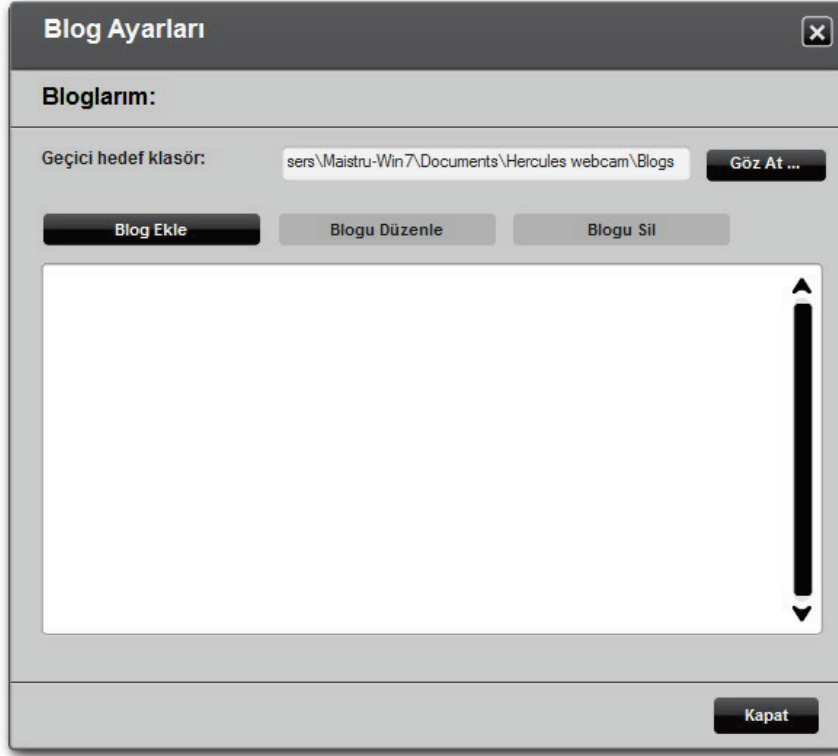 Blog Ayarları
Bloglarım:
Geçici hedef klasör: sers\Maistru-Win7\Documents\Hercules webcam\Blogs Göz At ...
Blog Ekle Blogu Düzenle Blogu Sil
Kapat